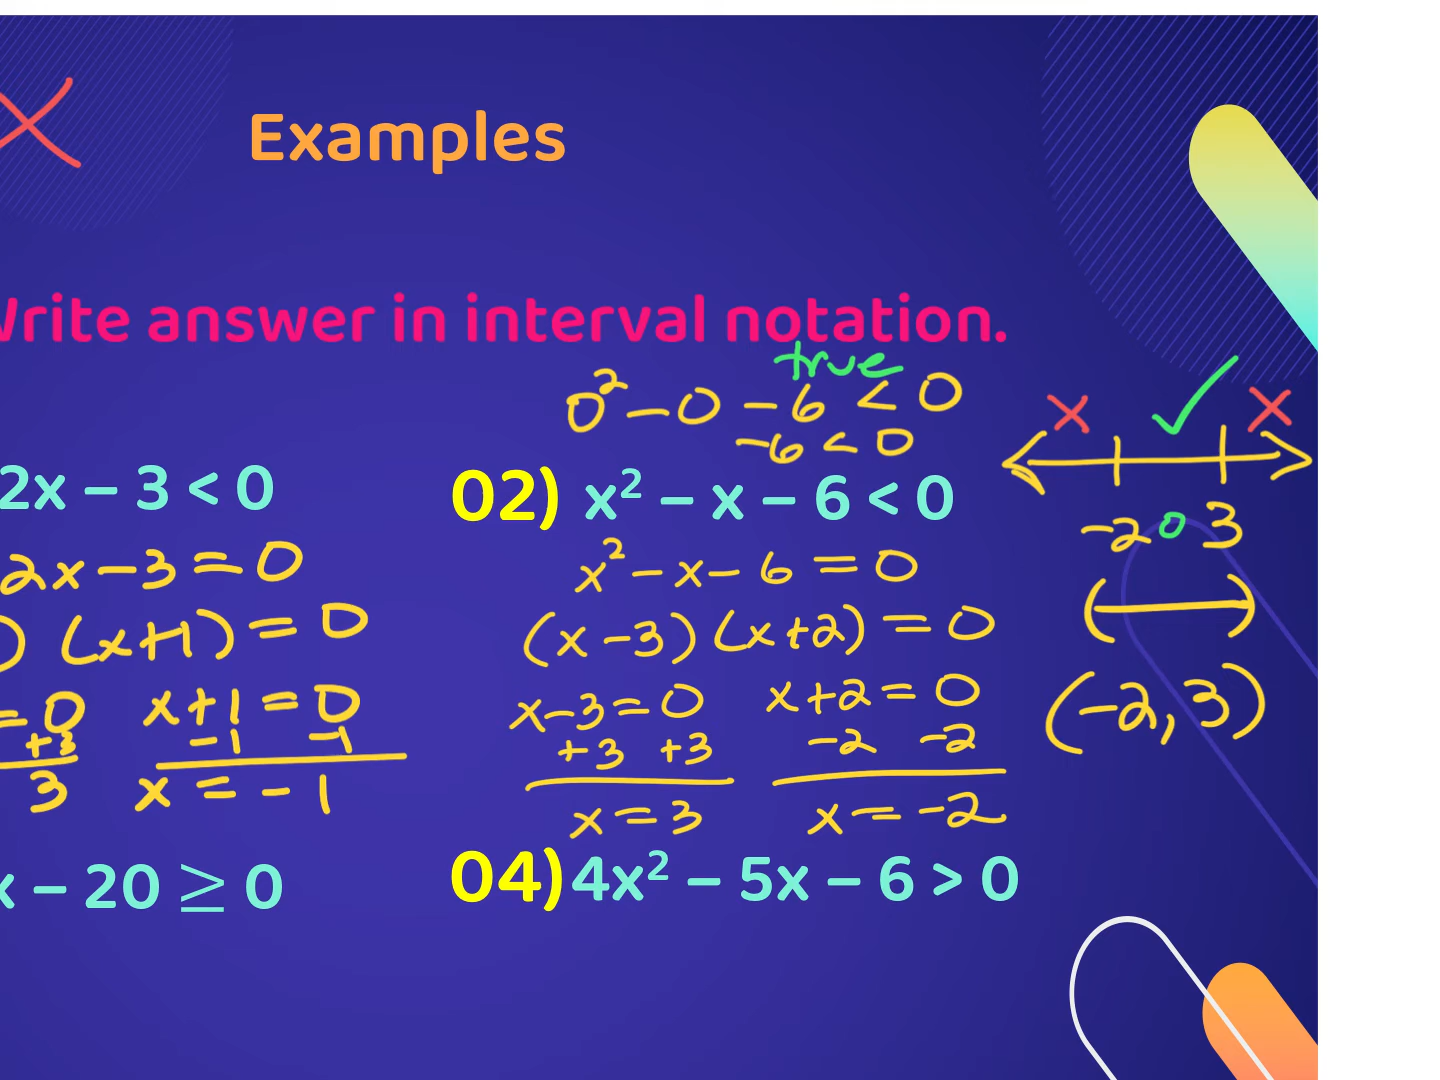 Examples
Write answer in interval notation.
true
0² – 0 – 6 < 0
–6 < 0
2x – 3 < 0
2x – 3 = 0
) (x+1) = 0
= 0
+3
3
x+1 = 0
–1 –1
x = – 1
02) x² – x – 6 < 0
x² – x – 6 = 0
(x – 3) (x+2) = 0
x – 3 = 0
+3 +3
x = 3
x+2 = 0
–2 –2
x = –2
x ✓ x
–2 0 3
( )
(–2, 3)
x – 20 ≥ 0
04) 4x² – 5x – 6 > 0